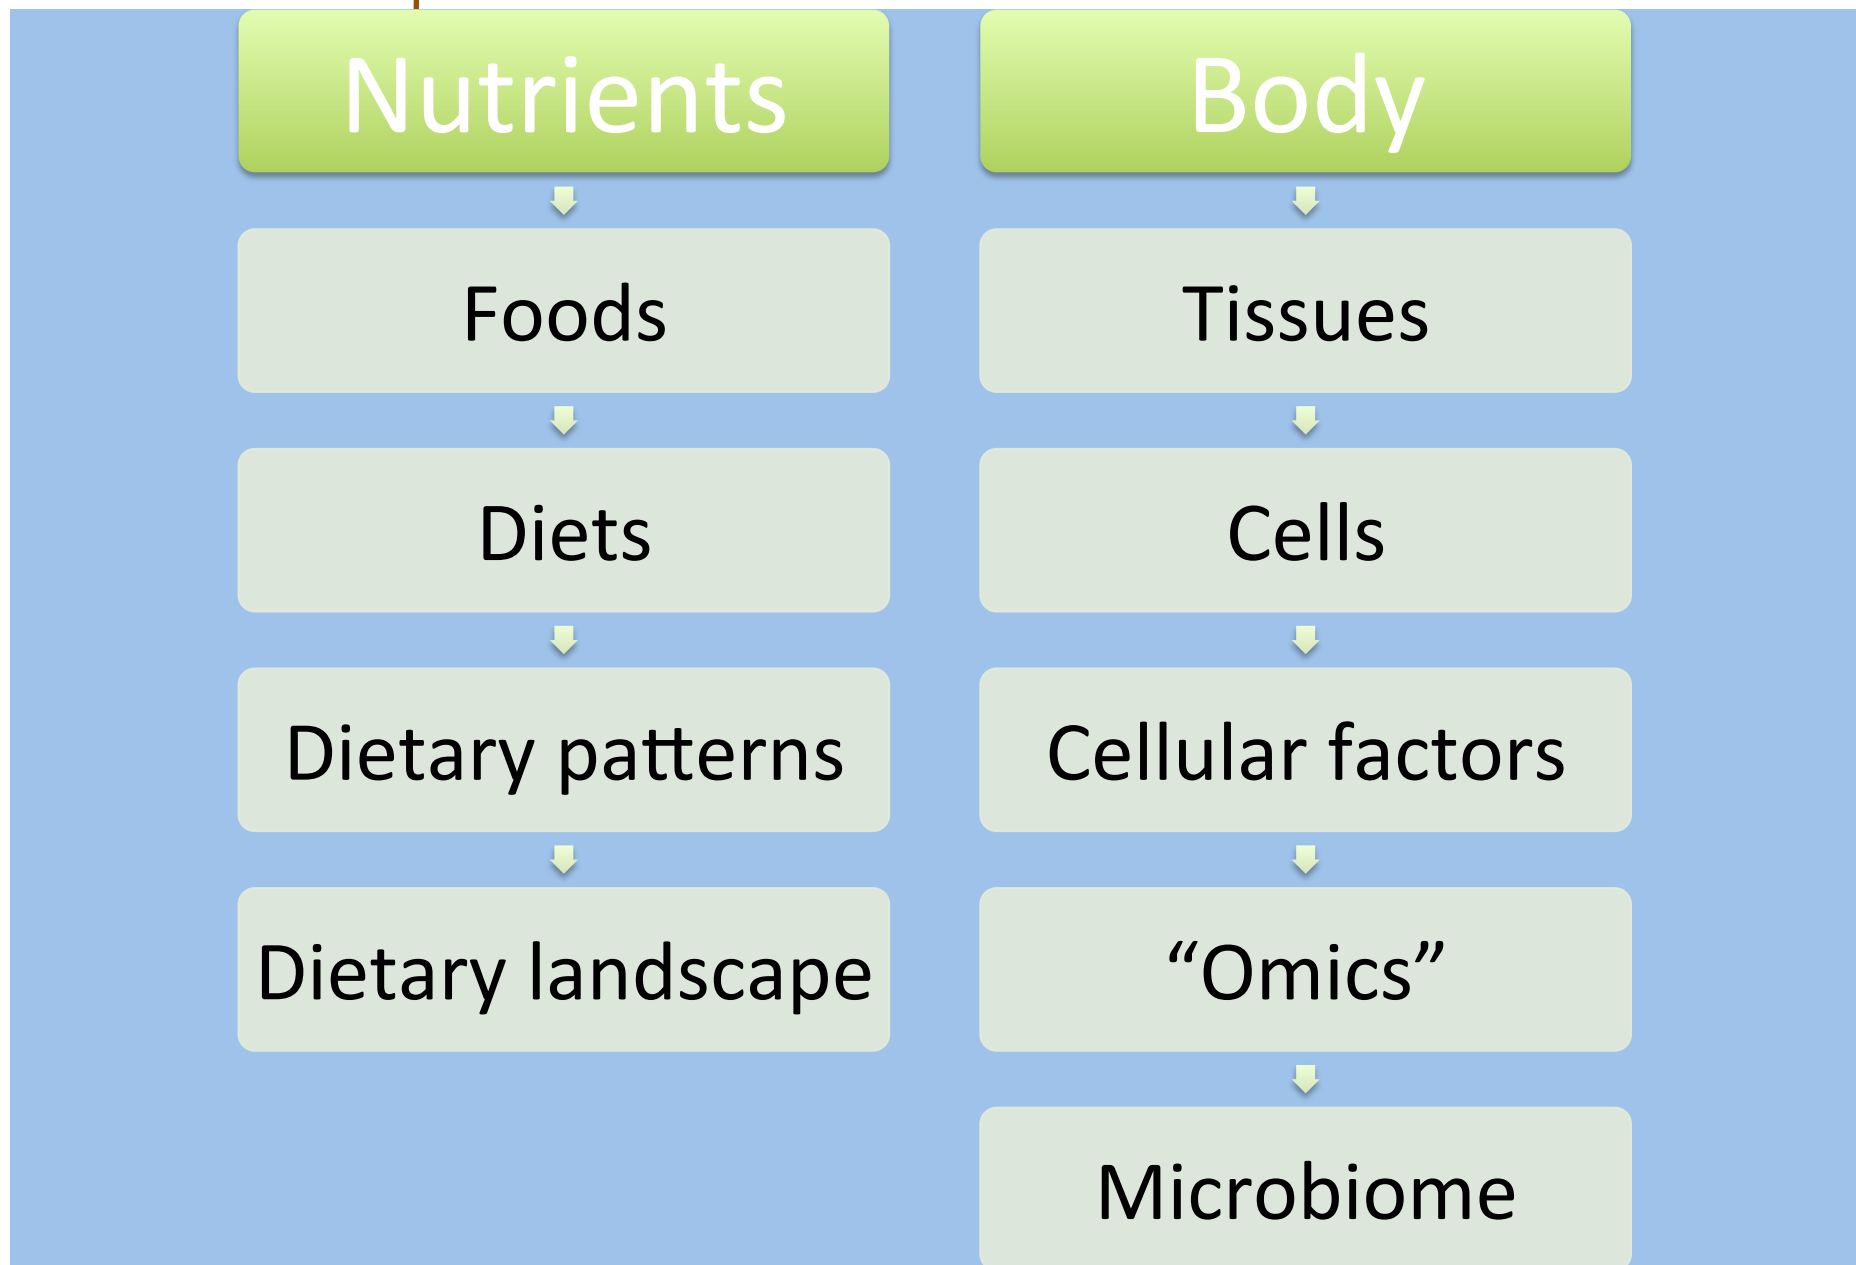 Nutrients
Foods
Diets
Dietary patterns
Dietary landscape
Body
Tissues
Cells
Cellular factors
“Omics”
Microbiome